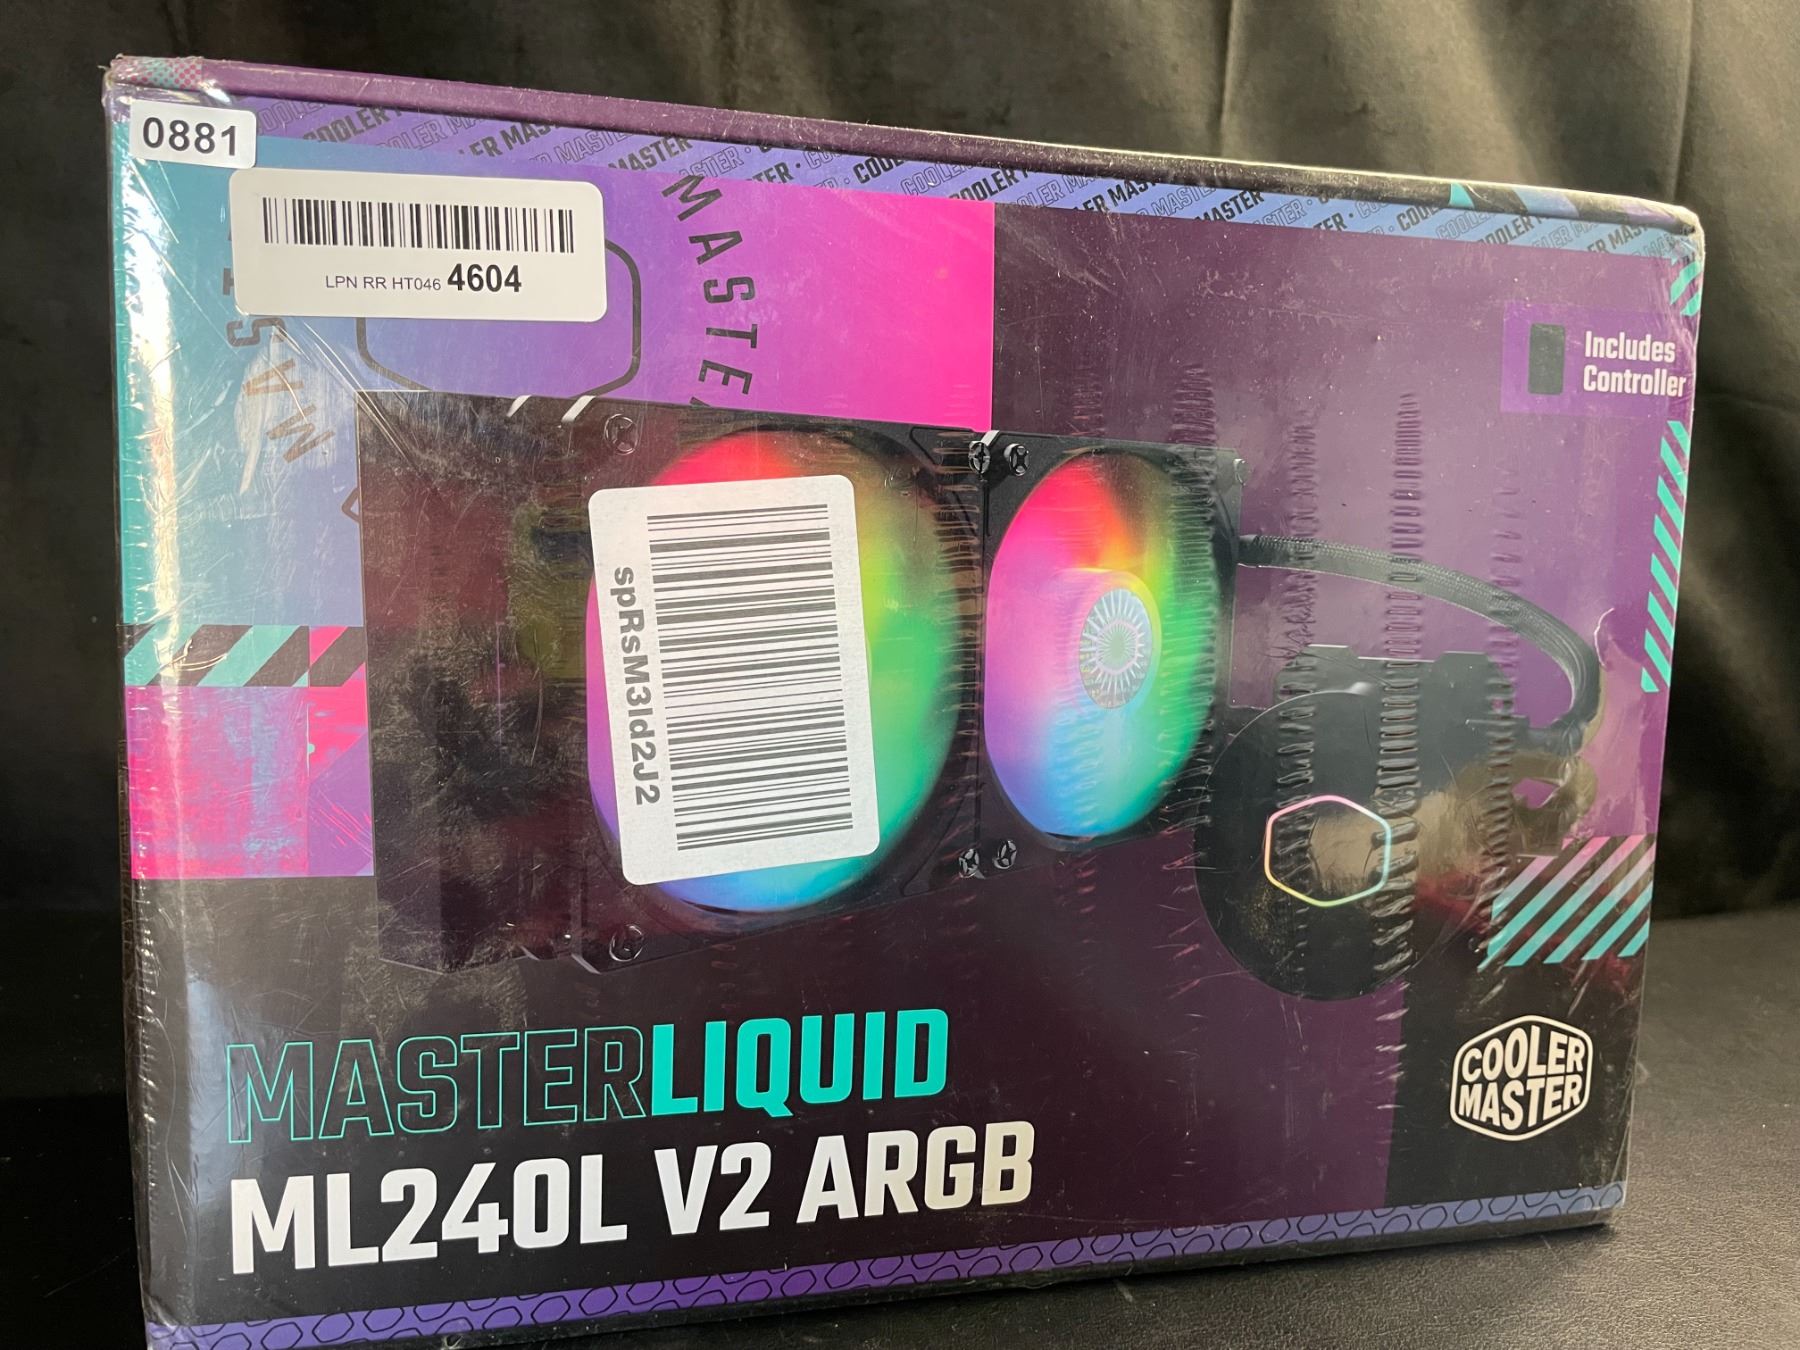 0881
LPN RR HT046 4604
MASTER
Includes
Controller
spRsM3ld2J2
MASTERLIQUID
ML240L V2 ARGB
COOLER
MASTER